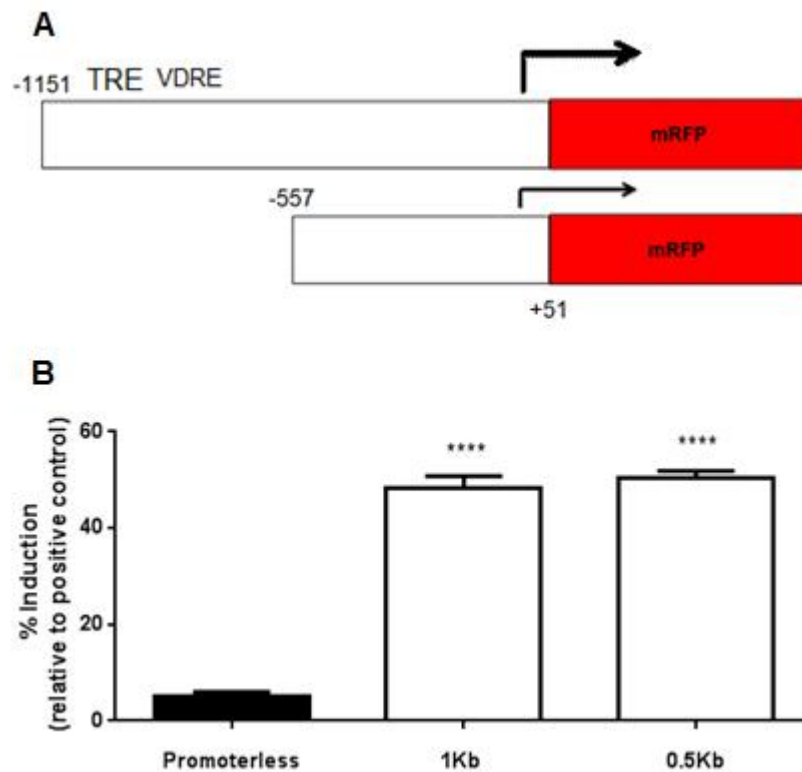 A
-1151 TRE VDRE
mRFP
-557
mRFP
+51
B
% Induction
(relative to positive control)
60
40
20
0
****
****
Promoterless 1Kb 0.5Kb